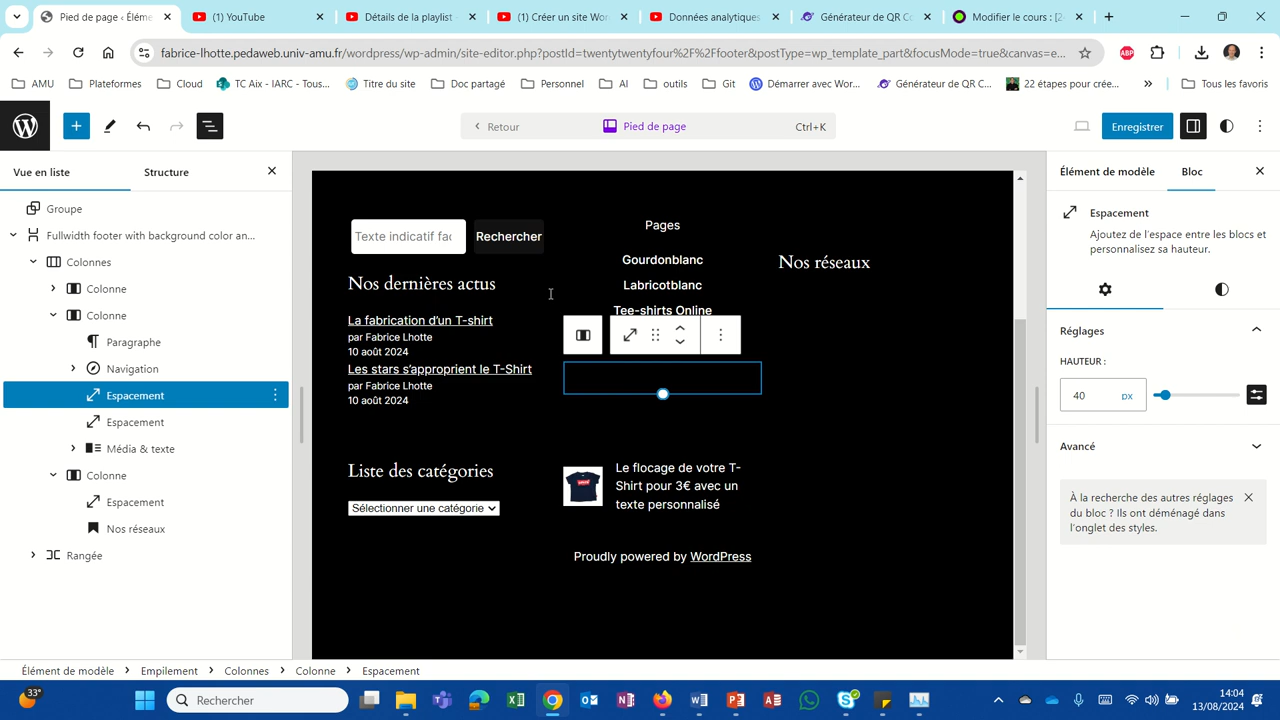 Pied de page ‹ Élément
(1) YouTube
Détails de la playlist -
(1) Créer un site Wor
Données analytiques
Générateur de QR Co
Modifier le cours : [24
fabrice-lhotte.pedaweb.univ-amu.fr/wordpress/wp-admin/site-editor.php?postId=twentytwentyfour%2F%2Ffooter&postType=wp_template_part&focusMode=true&canvas=e...
AMU
Plateformes
Cloud
TC Aix - IARC - Tous...
Titre du site
Doc partagé
Personnel
AI
outils
Git
Démarrer avec Wor...
Générateur de QR C...
22 étapes pour crée...
»
Tous les favoris
Retour
Pied de page
Ctrl+K
Enregistrer
Vue en liste
Structure
Groupe
Fullwidth footer with background color an...
Colonnes
Colonne
Colonne
Paragraphe
Navigation
Espacement
Espacement
Média & texte
Colonne
Espacement
Nos réseaux
Rangée
Texte indicatif fac
Rechercher
Nos dernières actus
La fabrication d'un T-shirt
par Fabrice Lhotte
10 août 2024
Les stars s'approprient le T-Shirt
par Fabrice Lhotte
10 août 2024
Liste des catégories
Sélectionner une catégorie
Pages
Gourdonblanc
Labricotblanc
Tee-shirts Online
Le flocage de votre T-
Shirt pour 3€ avec un
texte personnalisé
Nos réseaux
Proudly powered by WordPress
Élément de modèle
Bloc
Espacement
Ajoutez de l'espace entre les blocs et
personnalisez sa hauteur.
Réglages
HAUTEUR :
40
px
Avancé
À la recherche des autres réglages
du bloc ? Ils ont déménagé dans
l'onglet des styles.
Élément de modèle
Empilement
Colonnes
Colonne
Espacement
33°
Rechercher
14:04
13/08/2024